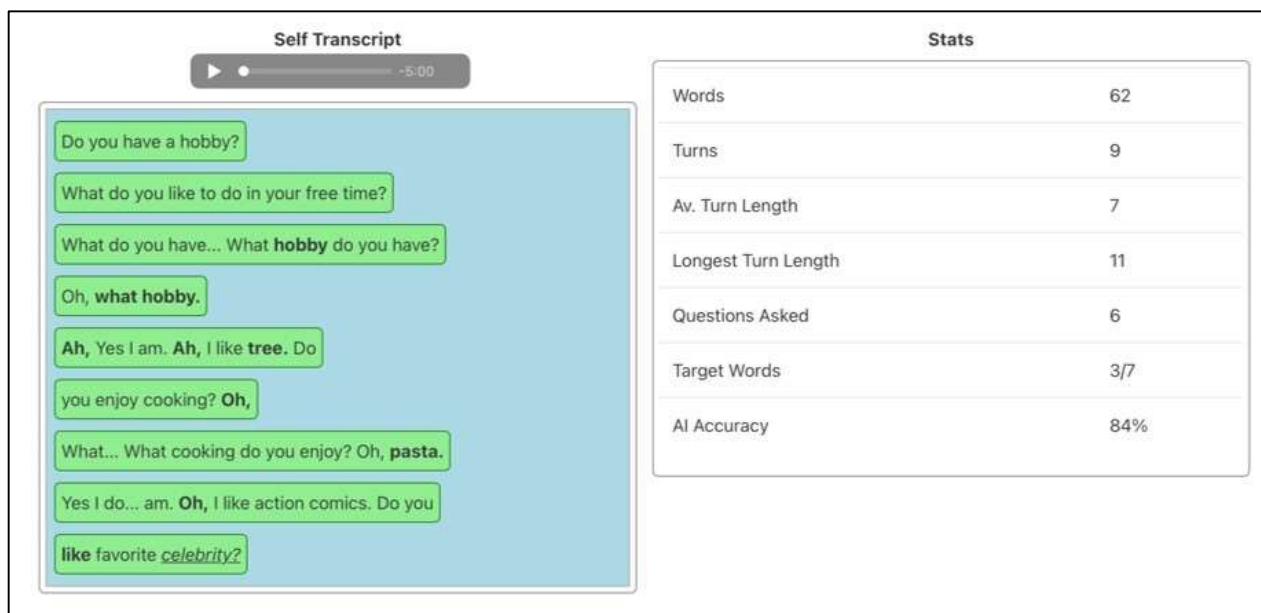 Self Transcript
-5:00
Do you have a hobby?
What do you like to do in your free time?
What do you have... What hobby do you have?
Oh, what hobby.
Ah, Yes I am. Ah, I like tree. Do
you enjoy cooking? Oh,
What... What cooking do you enjoy? Oh, pasta.
Yes I do... am. Oh, I like action comics. Do you
like favorite celebrity?
Stats
Words 62
Turns 9
Av. Turn Length 7
Longest Turn Length 11
Questions Asked 6
Target Words 3/7
AI Accuracy 84%